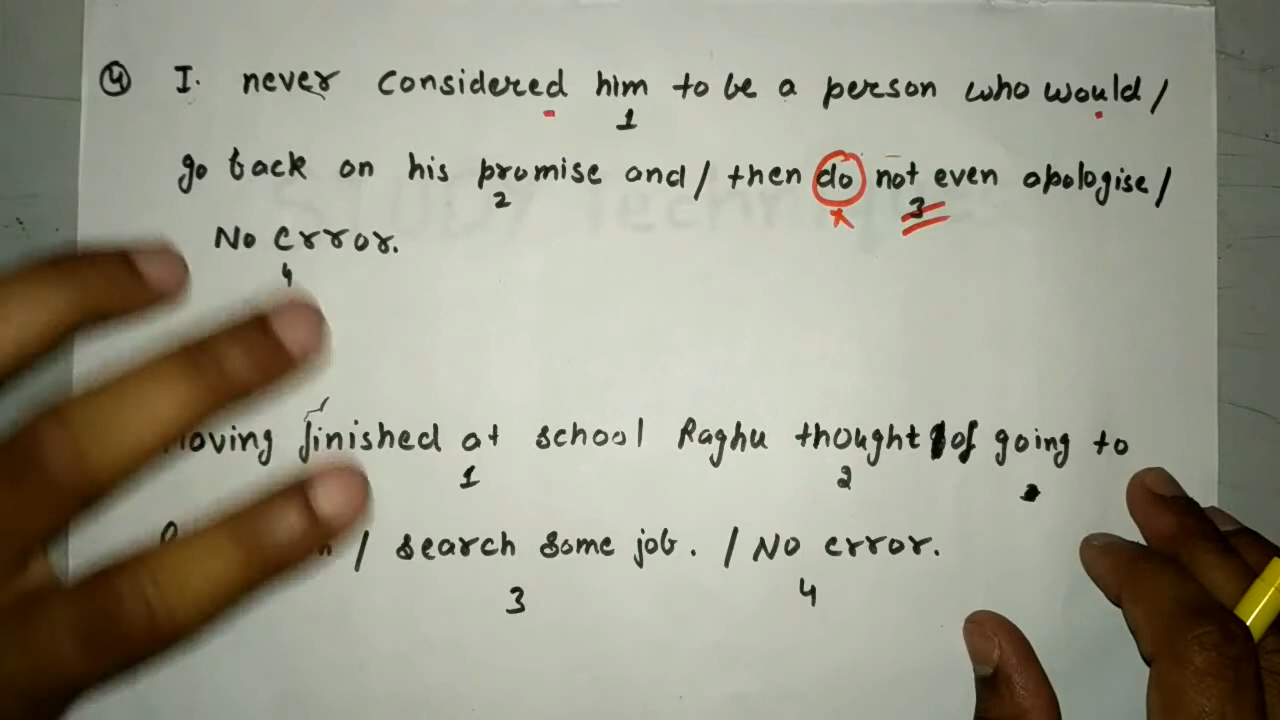 ④ I. never considered him to be a person who would /
1
go back on his promise and / then do not even apologise /
2 3
No error.
4
finished at school Raghu thought of going to
1 2
/ search some job. / No error.
3 4